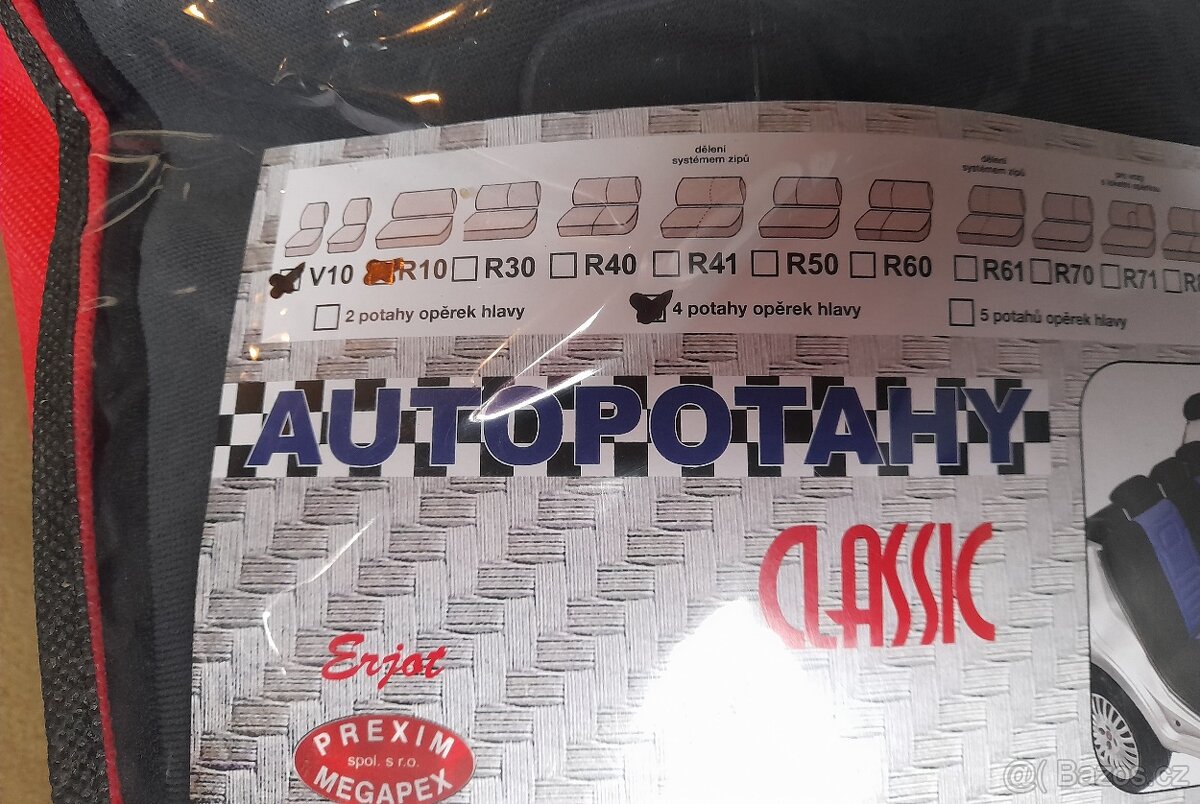 dělení
systémem zipů
dělení
systémem zipů
V10 R10 R30 R40 R41 R50 R60 R61 R70 R71
2 potahy opěrek hlavy 4 potahy opěrek hlavy 5 potahů opěrek hlavy
AUTOPOTAHY
CLASSIC
Erjot
PREXIM
spol. s r.o.
MEGAPEX
Bazos.cz